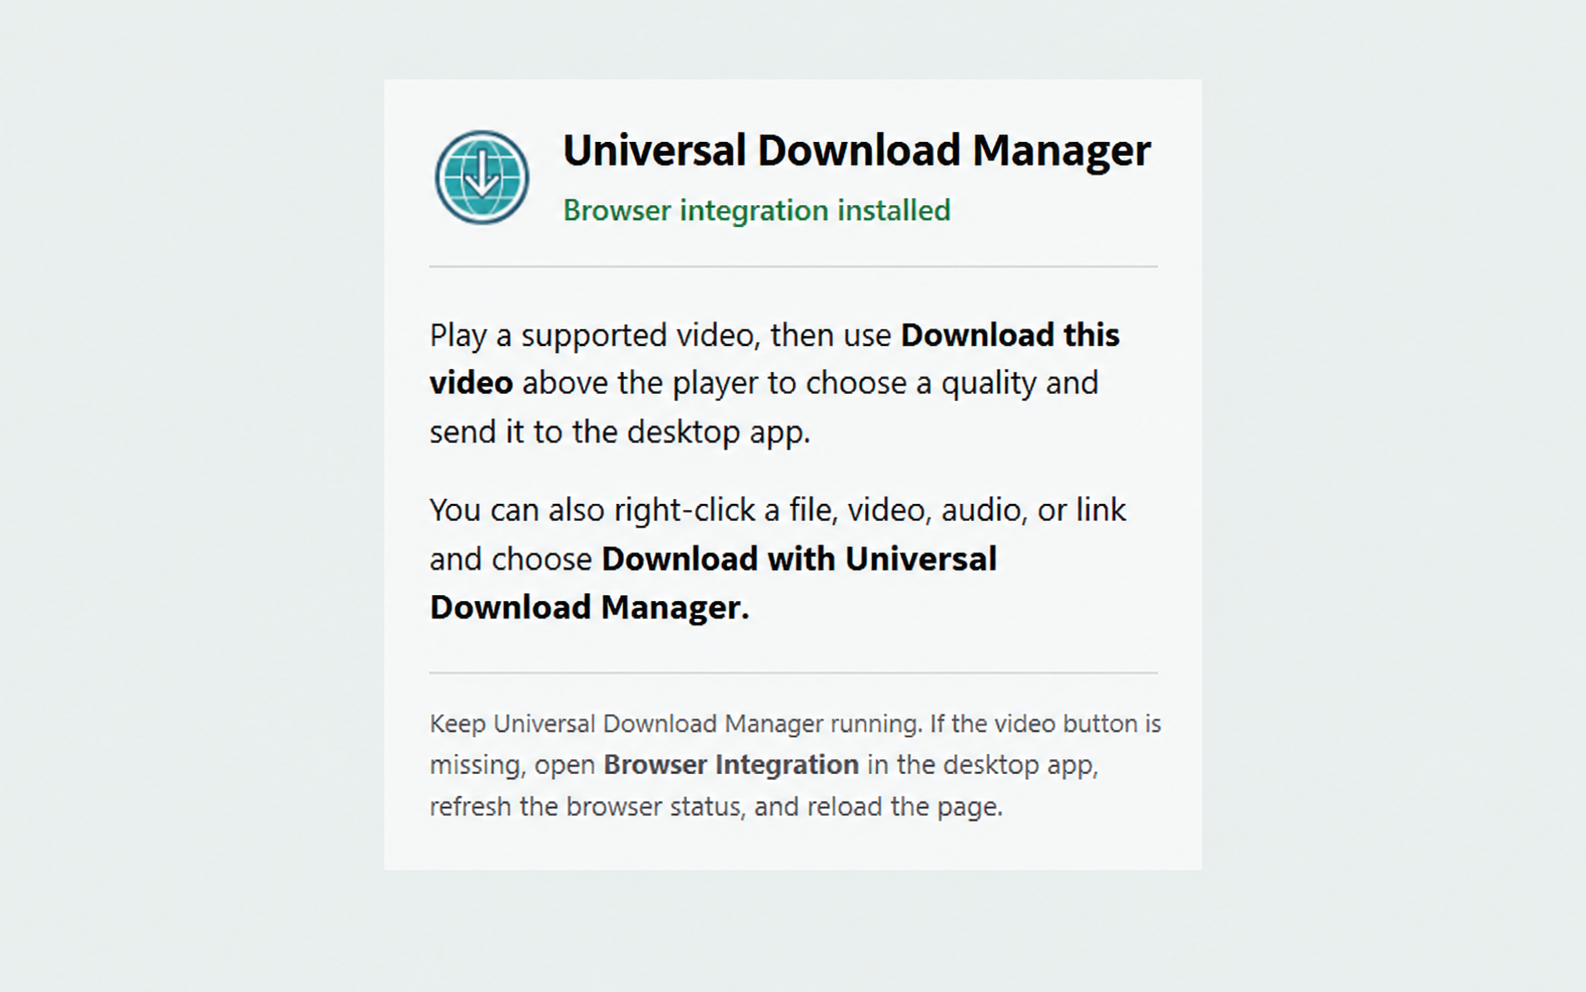 Universal Download Manager
Browser integration installed
Play a supported video, then use Download this
video above the player to choose a quality and
send it to the desktop app.
You can also right-click a file, video, audio, or link
and choose Download with Universal
Download Manager.
Keep Universal Download Manager running. If the video button is
missing, open Browser Integration in the desktop app,
refresh the browser status, and reload the page.